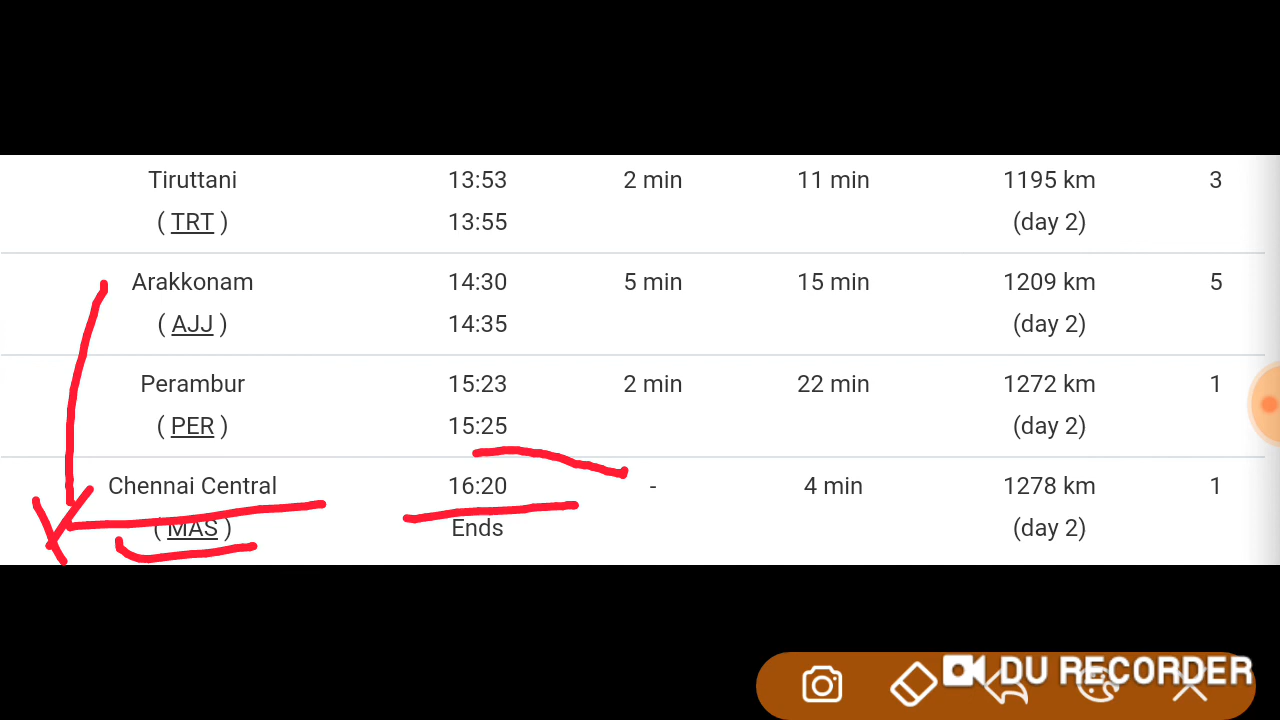 Tiruttani 13:53 2 min 11 min 1195 km 3
( TRT ) 13:55 (day 2)
Arakkonam 14:30 5 min 15 min 1209 km 5
( AJJ ) 14:35 (day 2)
Perambur 15:23 2 min 22 min 1272 km 1
( PER ) 15:25 (day 2)
Chennai Central 16:20 - 4 min 1278 km 1
( MAS ) Ends (day 2)
DU RECORDER